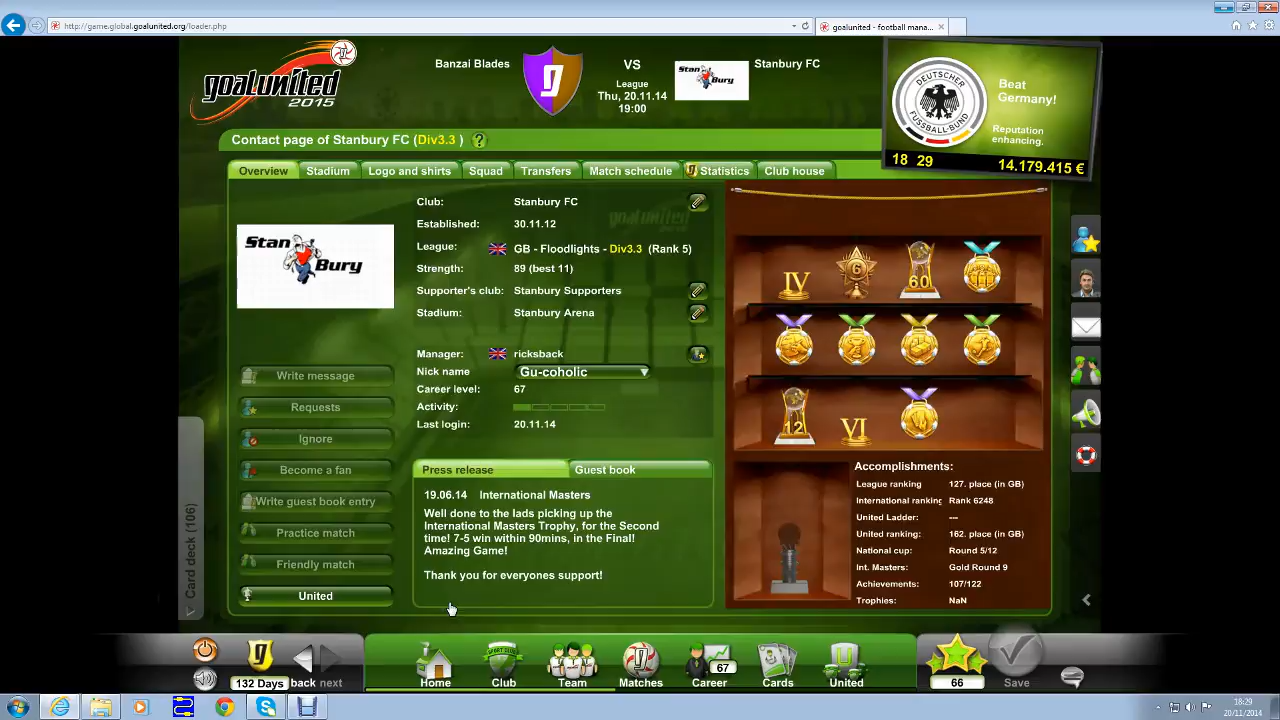 http://game.global.goalunited.org/loader.php
goalunited - football mana...
goalunited
2015
Banzai Blades
g
VS
League
Thu, 20.11.14
19:00
Stan
Bury
Stanbury FC
DEUTSCHER
FUSSBALL-BUND
Beat
Germany!
Reputation
enhancing.
18 29
14.179.415 €
Contact page of Stanbury FC (Div3.3 ) ?
Overview
Stadium
Logo and shirts
Squad
Transfers
Match schedule
g Statistics
Club house
Stan
Bury
Club: Stanbury FC
goalunited
Established: 30.11.12
League: GB - Floodlights - Div3.3 (Rank 5)
Strength: 89 (best 11)
Supporter's club: Stanbury Supporters
Stadium: Stanbury Arena
Manager: ricksback
Nick name Gu-coholic
Career level: 67
Activity:
Last login: 20.11.14
Write message
Requests
Ignore
Become a fan
Write guest book entry
Practice match
Friendly match
United
Card deck (106)
Press release
Guest book
19.06.14 International Masters
Well done to the lads picking up the
International Masters Trophy, for the Second
time! 7-5 win within 90mins, in the Final!
Amazing Game!
Thank you for everyones support!
IV
6
60
12
VI
Accomplishments:
League ranking 127. place (in GB)
International ranking Rank 6248
United Ladder: ---
United ranking: 162. place (in GB)
National cup: Round 5/12
Int. Masters: Gold Round 9
Achievements: 107/122
Trophies: NaN
g
132 Days
back next
Home
SPORT CLUB
Club
Team
Matches
67
Career
Cards
U
United
66
Save
18:29
20/11/2014